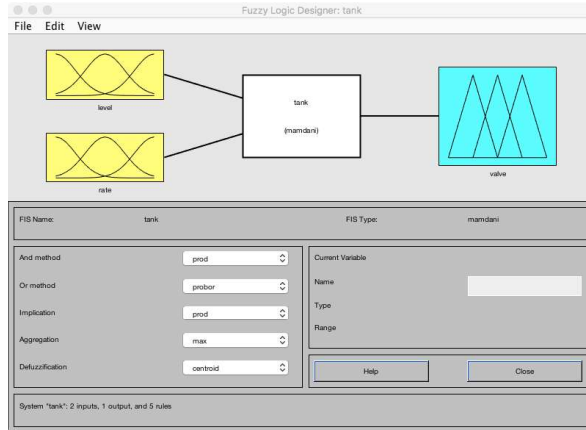 Fuzzy Logic Designer: tank
File Edit View
level
rate
tank
(mamdani)
valve
FIS Name: tank FIS Type: mamdani
And method prod
Or method probor
Implication prod
Aggregation max
Defuzzification centroid
Current Variable
Name
Type
Range
Help Close
System "tank": 2 inputs, 1 output, and 5 rules